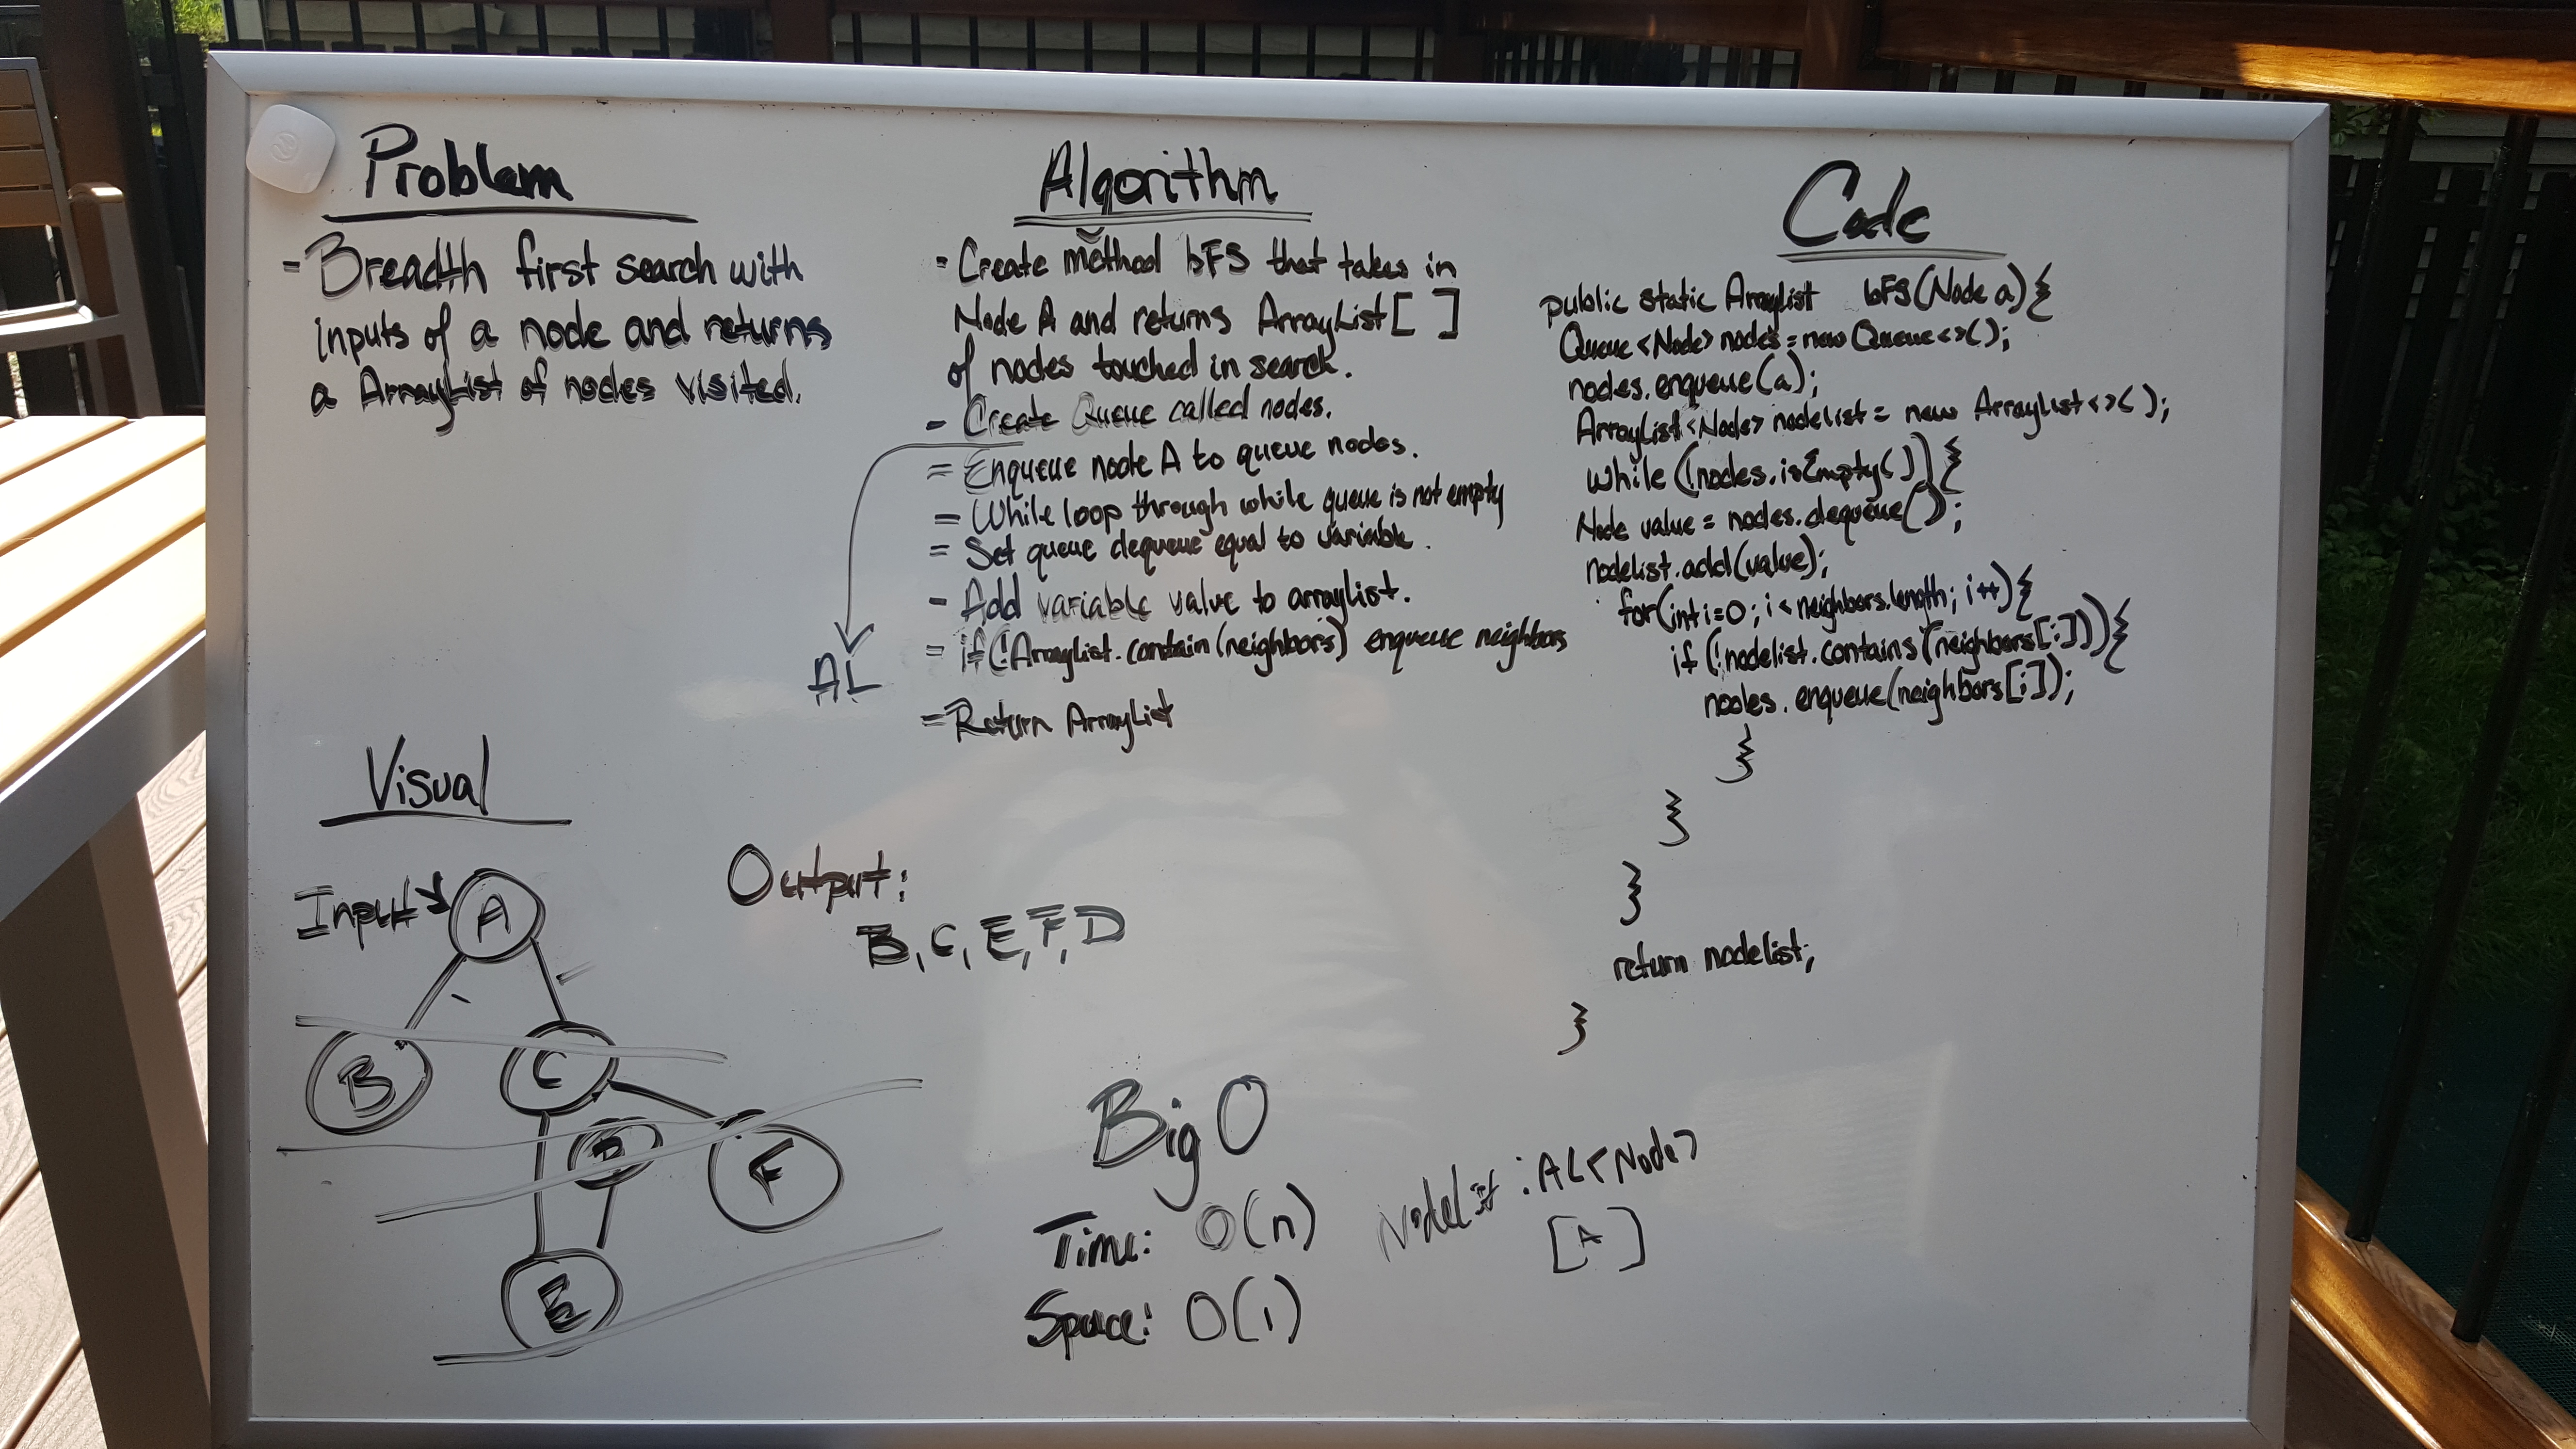 Problem
- Breadth first search with
inputs of a node and returns
a ArrayList of nodes visited.
Algorithm
- Create method bFS that takes in
Node A and returns ArrayList[ ]
of nodes touched in search.
- Create Queue called nodes.
- Enqueue node A to queue nodes.
- While loop through while queue is not empty
- Set queue dequeue equal to variable.
- Add variable value to arraylist.
- if(!ArrayList.contain(neighbors) enqueue neighbors
- Return ArrayList
AL
Code
public static ArrayList bFS(Node a){
Queue<Node> nodes = new Queue<>();
nodes.enqueue(a);
ArrayList<Node> nodelist = new ArrayList<>();
while(!nodes.isEmpty()){
Node value = nodes.dequeue();
nodelist.add(value);
for(int i=0; i<neighbors.length; i++){
if(!nodelist.contains(neighbors[i])){
nodes.enqueue(neighbors[i]);
}
}
}
return nodelist;
}
Visual
Input
A
B
C
D
F
E
Output:
B, C, E, F, D
Big O
Time: O(n)
Space: O(1)
Nodelist : AL<Node>
[A ]